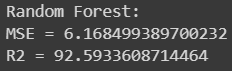 Random Forest:
MSE = 6.168499389700232
R2 = 92.5933608714464